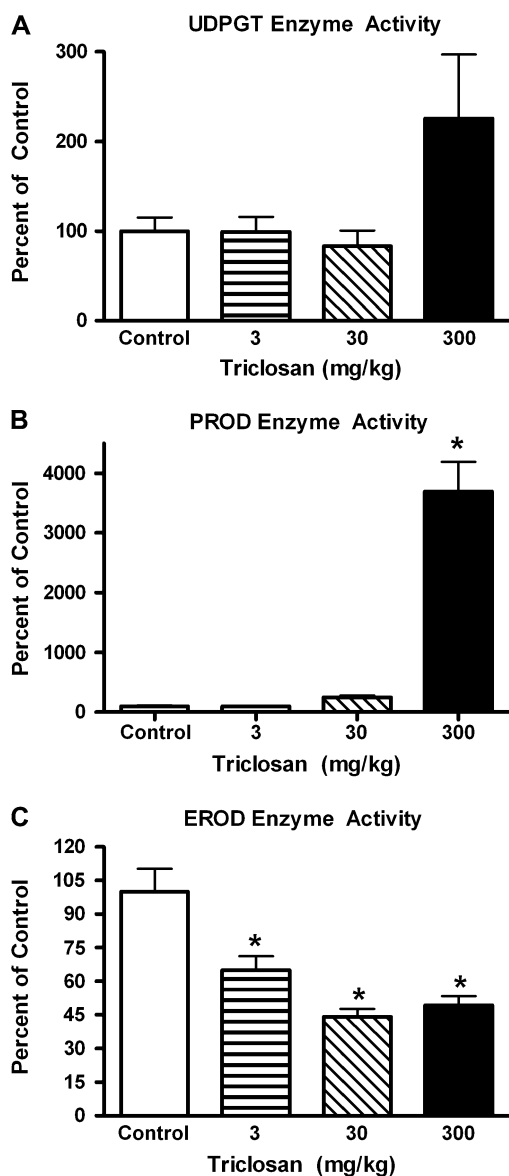 A
UDPGT Enzyme Activity
Percent of Control
300
200
100
0
Control 3 30 300
Triclosan (mg/kg)
B
PROD Enzyme Activity
Percent of Control
4000
3000
2000
1000
0
*
Control 3 30 300
Triclosan (mg/kg)
C
EROD Enzyme Activity
Percent of Control
120
105
90
75
60
45
30
15
0
* * *
Control 3 30 300
Triclosan (mg/kg)